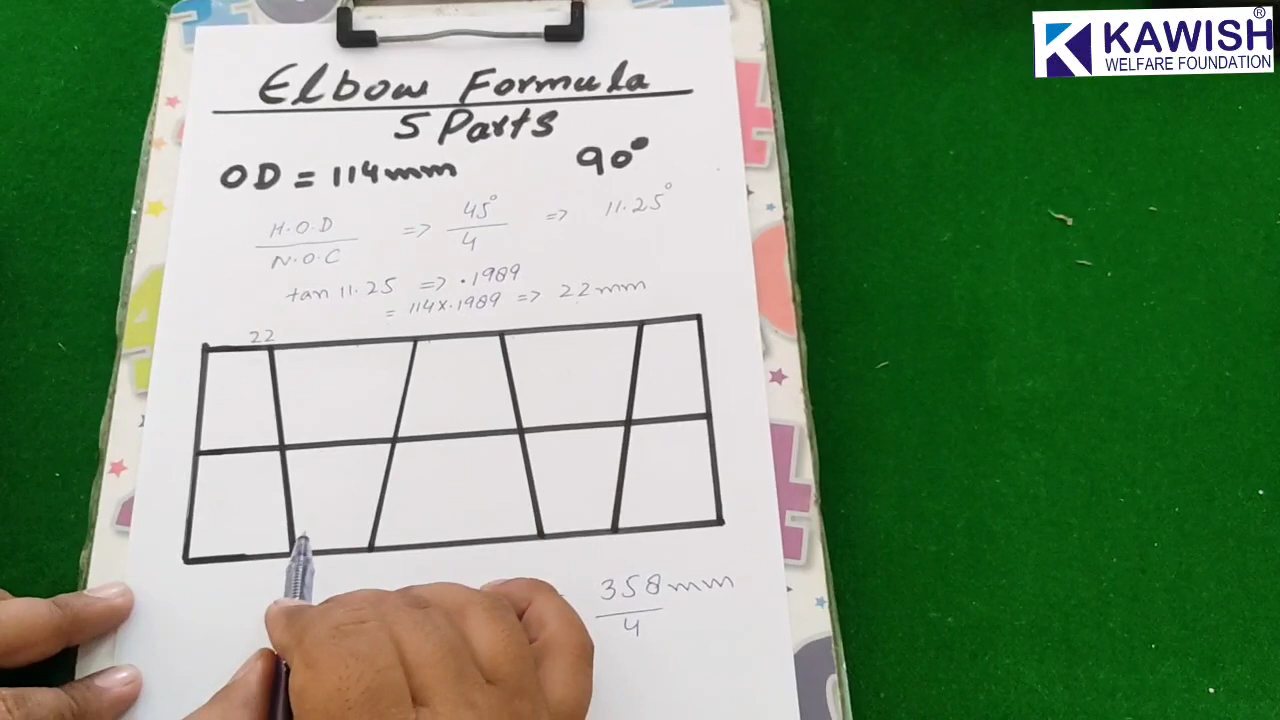 KAWISH®
WELFARE FOUNDATION
Elbow Formula
5 Parts
OD = 114mm 90°
H.O.D / N.O.C => 45° / 4 => 11.25°
tan 11.25 => .1989
= 114x.1989 => 22mm
22
358mm
4